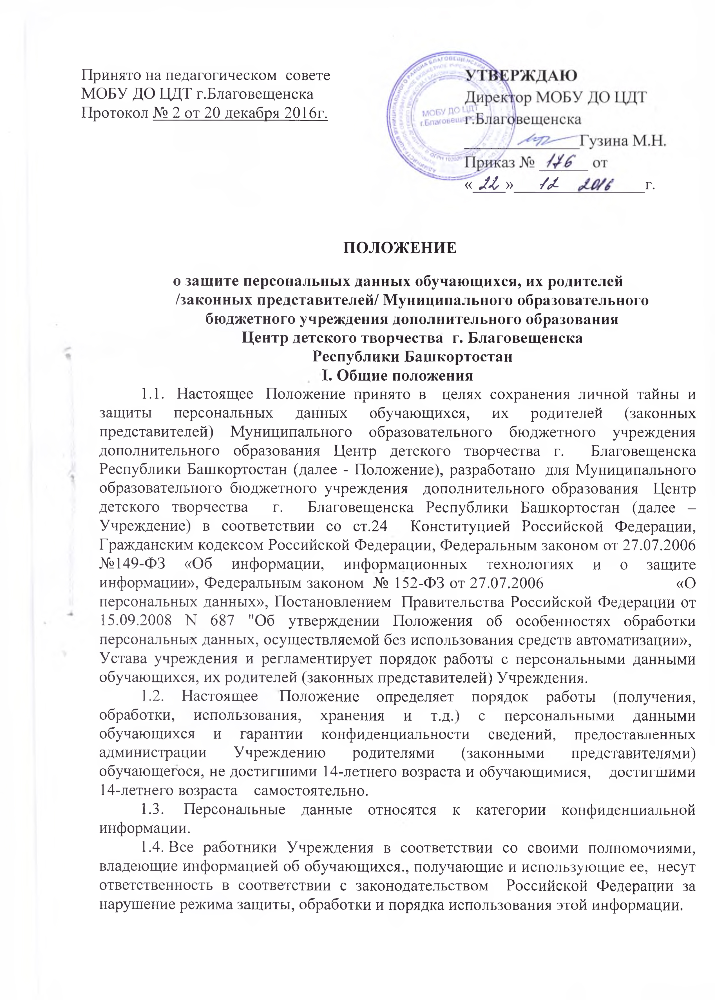 Принято на педагогическом совете
МОБУ ДО ЦДТ г.Благовещенска
Протокол № 2 от 20 декабря 2016г.
МОБУ ДО ЦДТ
г.Благовещенска
УТВЕРЖДАЮ
Директор МОБУ ДО ЦДТ
г.Благовещенска
Гузина М.Н.
Приказ № 176 от
« 22 » 12 2016 г.
ПОЛОЖЕНИЕ
о защите персональных данных обучающихся, их родителей
/законных представителей/ Муниципального образовательного
бюджетного учреждения дополнительного образования
Центр детского творчества г. Благовещенска
Республики Башкортостан
I. Общие положения
1.1. Настоящее Положение принято в целях сохранения личной тайны и
защиты персональных данных обучающихся, их родителей (законных
представителей) Муниципального образовательного бюджетного учреждения
дополнительного образования Центр детского творчества г. Благовещенска
Республики Башкортостан (далее - Положение), разработано для Муниципального
образовательного бюджетного учреждения дополнительного образования Центр
детского творчества г. Благовещенска Республики Башкортостан (далее –
Учреждение) в соответствии со ст.24 Конституцией Российской Федерации,
Гражданским кодексом Российской Федерации, Федеральным законом от 27.07.2006
№149-ФЗ «Об информации, информационных технологиях и о защите
информации», Федеральным законом № 152-ФЗ от 27.07.2006 «О
персональных данных», Постановлением Правительства Российской Федерации от
15.09.2008 N 687 "Об утверждении Положения об особенностях обработки
персональных данных, осуществляемой без использования средств автоматизации»,
Устава учреждения и регламентирует порядок работы с персональными данными
обучающихся, их родителей (законных представителей) Учреждения.
1.2. Настоящее Положение определяет порядок работы (получения,
обработки, использования, хранения и т.д.) с персональными данными
обучающихся и гарантии конфиденциальности сведений, предоставленных
администрации Учреждению родителями (законными представителями)
обучающегося, не достигшими 14-летнего возраста и обучающимися, достигшими
14-летнего возраста самостоятельно.
1.3. Персональные данные относятся к категории конфиденциальной
информации.
1.4. Все работники Учреждения в соответствии со своими полномочиями,
владеющие информацией об обучающихся., получающие и использующие ее, несут
ответственность в соответствии с законодательством Российской Федерации за
нарушение режима защиты, обработки и порядка использования этой информации.